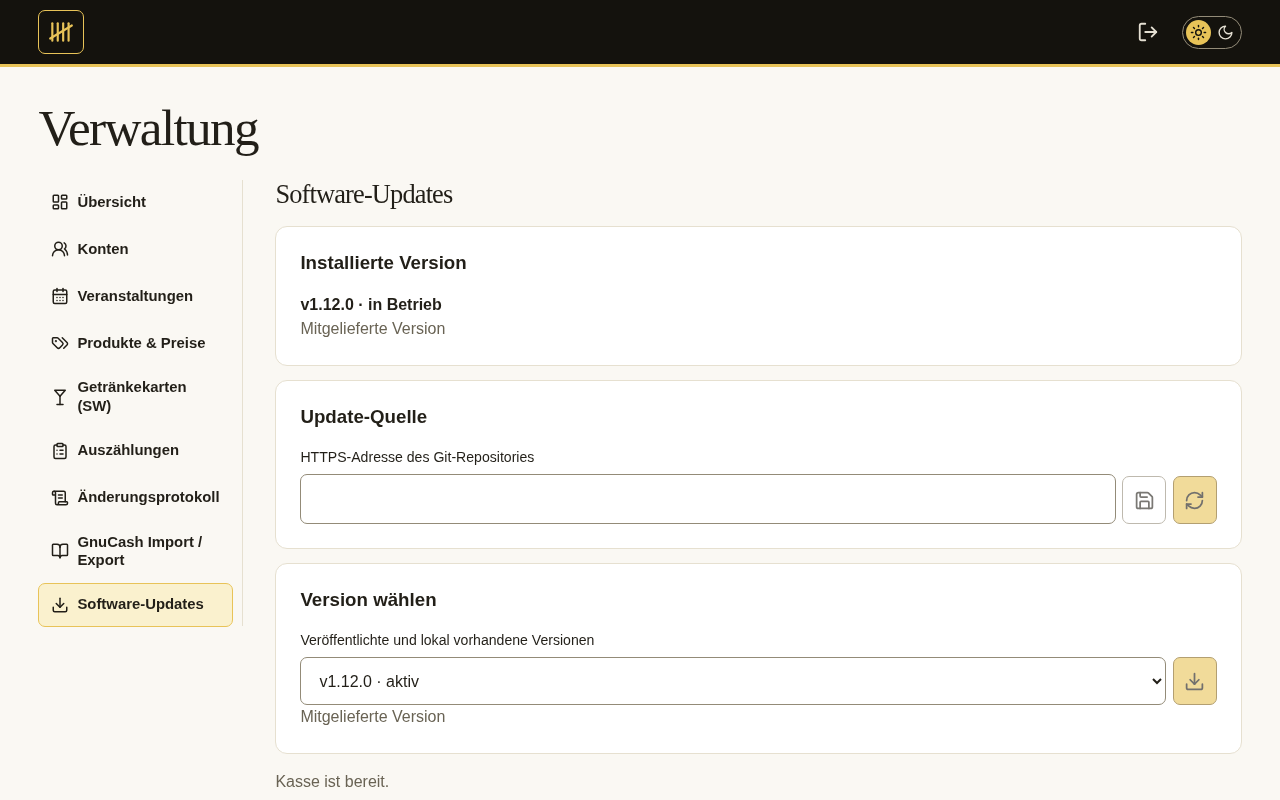 Verwaltung
Übersicht
Konten
Veranstaltungen
Produkte & Preise
Getränkekarten
(SW)
Auszählungen
Änderungsprotokoll
GnuCash Import /
Export
Software-Updates
Software-Updates
Installierte Version
v1.12.0 · in Betrieb
Mitgelieferte Version
Update-Quelle
HTTPS-Adresse des Git-Repositories
Version wählen
Veröffentlichte und lokal vorhandene Versionen
v1.12.0 · aktiv
Mitgelieferte Version
Kasse ist bereit.